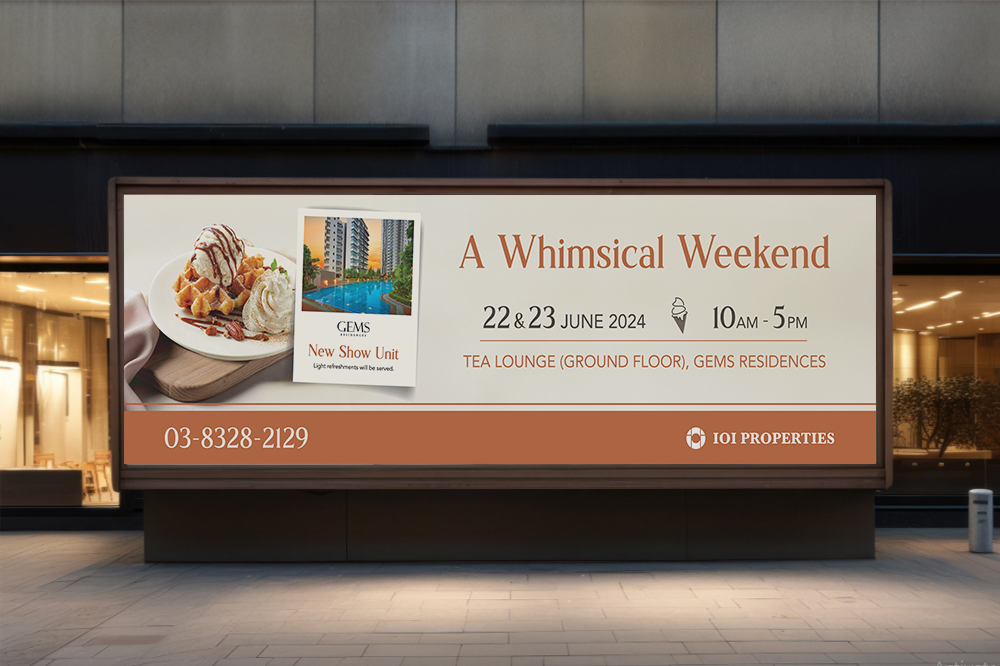 A Whimsical Weekend
22 & 23 JUNE 2024
10AM - 5PM
TEA LOUNGE (GROUND FLOOR), GEMS RESIDENCES
GEMS
RESIDENCES
New Show Unit
Light refreshments will be served.
03-8328-2129
IOI PROPERTIES